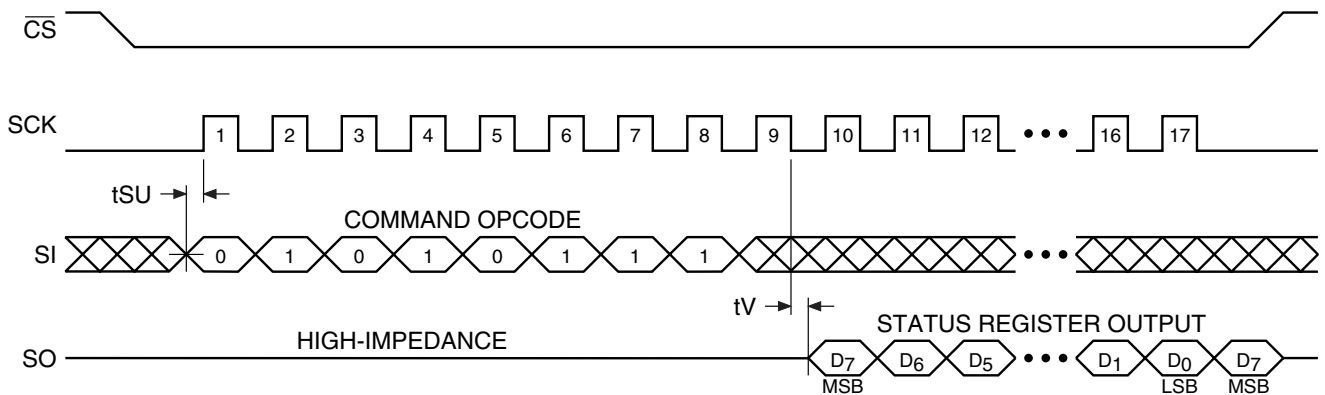 CS
SCK
1 2 3 4 5 6 7 8 9 10 11 12 ••• 16 17
tSU
COMMAND OPCODE
SI
0 1 0 1 0 1 1 1 •••
tV
HIGH-IMPEDANCE
STATUS REGISTER OUTPUT
SO
D7 D6 D5 ••• D1 D0 D7
MSB LSB MSB